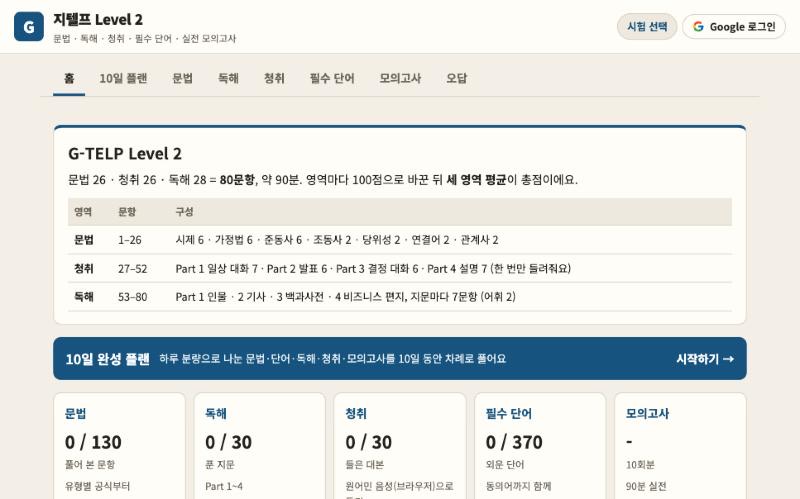 G
지텔프 Level 2
문법 · 독해 · 청취 · 필수 단어 · 실전 모의고사
시험 선택
Google 로그인
홈
10일 플랜
문법
독해
청취
필수 단어
모의고사
오답
G-TELP Level 2
문법 26 · 청취 26 · 독해 28 = 80문항, 약 90분. 영역마다 100점으로 바꾼 뒤 세 영역 평균이 총점이에요.
영역 문항 구성
문법 1–26 시제 6 · 가정법 6 · 준동사 6 · 조동사 2 · 당위성 2 · 연결어 2 · 관계사 2
청취 27–52 Part 1 일상 대화 7 · Part 2 발표 6 · Part 3 결정 대화 6 · Part 4 설명 7 (한 번만 들려줘요)
독해 53–80 Part 1 인물 · 2 기사 · 3 백과사전 · 4 비즈니스 편지, 지문마다 7문항 (어휘 2)
10일 완성 플랜 하루 분량으로 나눈 문법·단어·독해·청취·모의고사를 10일 동안 차례로 풀어요 시작하기 →
문법
0 / 130
풀어 본 문항
유형별 공식부터
독해
0 / 30
푼 지문
Part 1~4
청취
0 / 30
들은 대본
원어민 음성(브라우저)으로
필수 단어
0 / 370
외운 단어
동의어까지 함께
모의고사
-
10회분
90분 실전